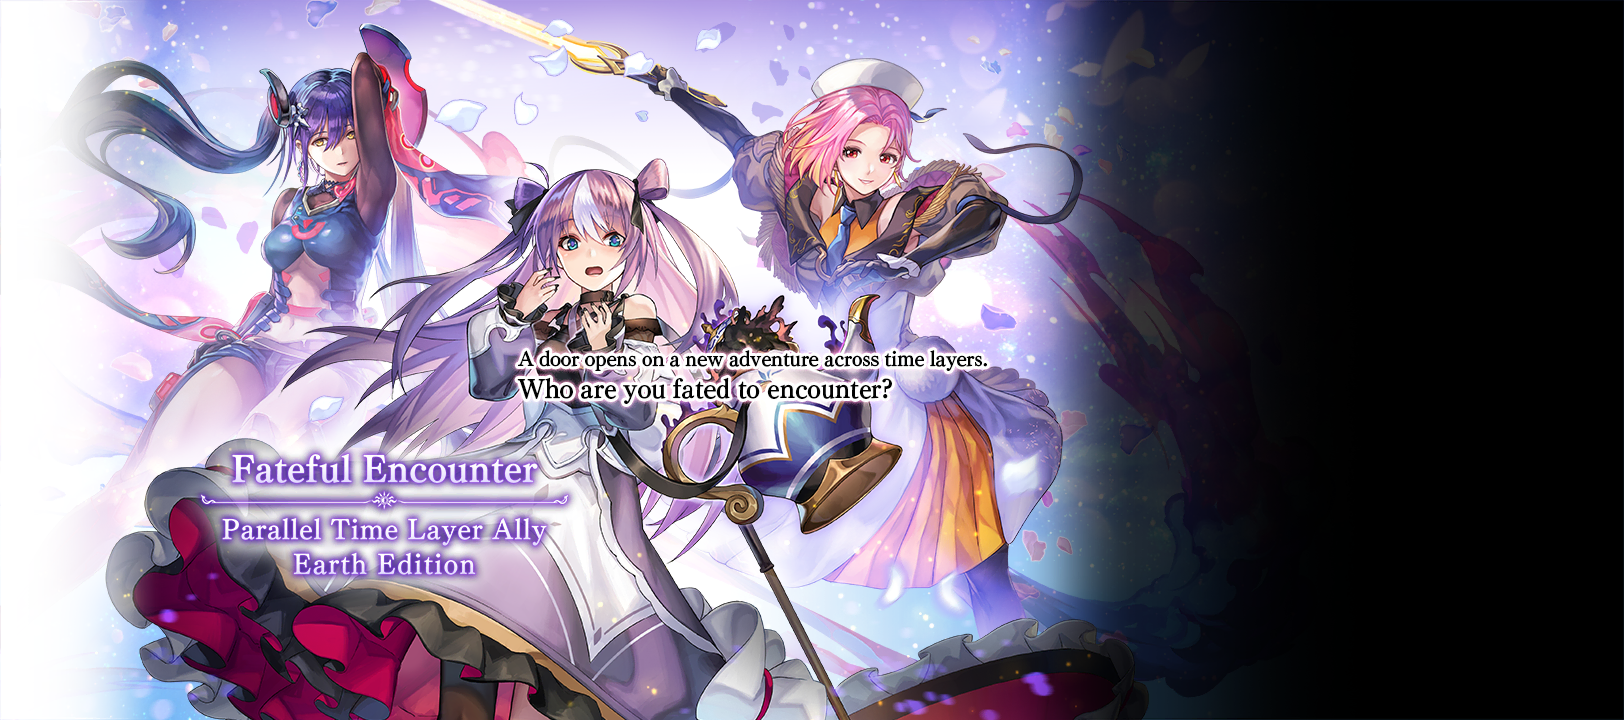 A door opens on a new adventure across time layers.
Who are you fated to encounter?
Fateful Encounter
Parallel Time Layer Ally
Earth Edition